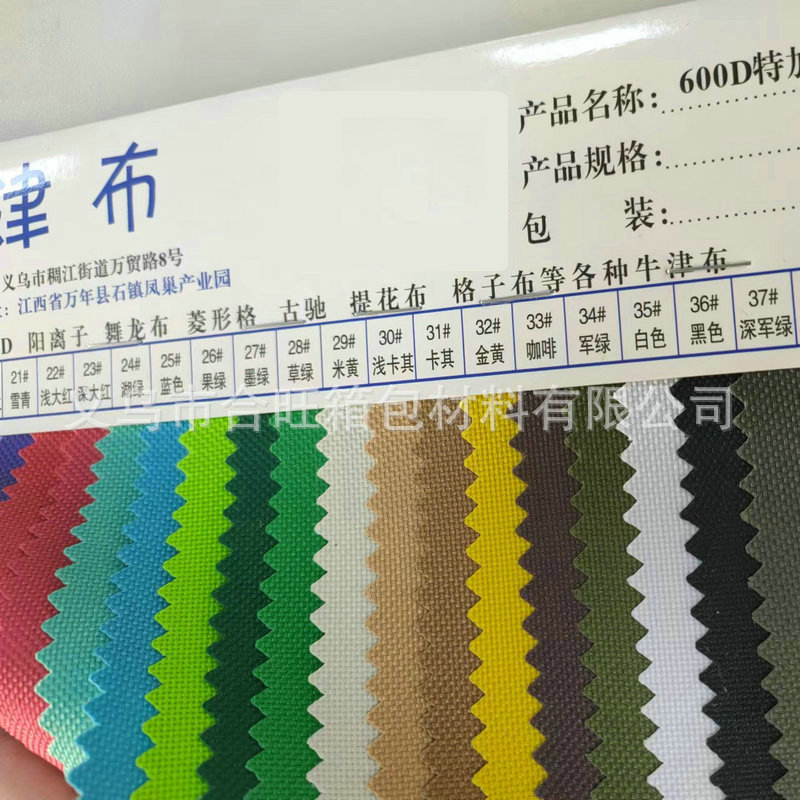 产品名称: 600D特加
产品规格:
包 装:
津 布
义乌市稠江街道万贸路8号
: 江西省万年县石镇凤巢产业园
D 阳离子 舞龙布 菱形格 古驰 提花布 格子布等各种牛津布
21# 22# 23# 24# 25# 26# 27# 28# 29# 30# 31# 32# 33# 34# 35# 36# 37#
雪青 浅大红 深大红 湖绿 蓝色 果绿 墨绿 草绿 米黄 浅卡其 卡其 金黄 咖啡 军绿 白色 黑色 深军绿
义乌市合旺箱包材料有限公司